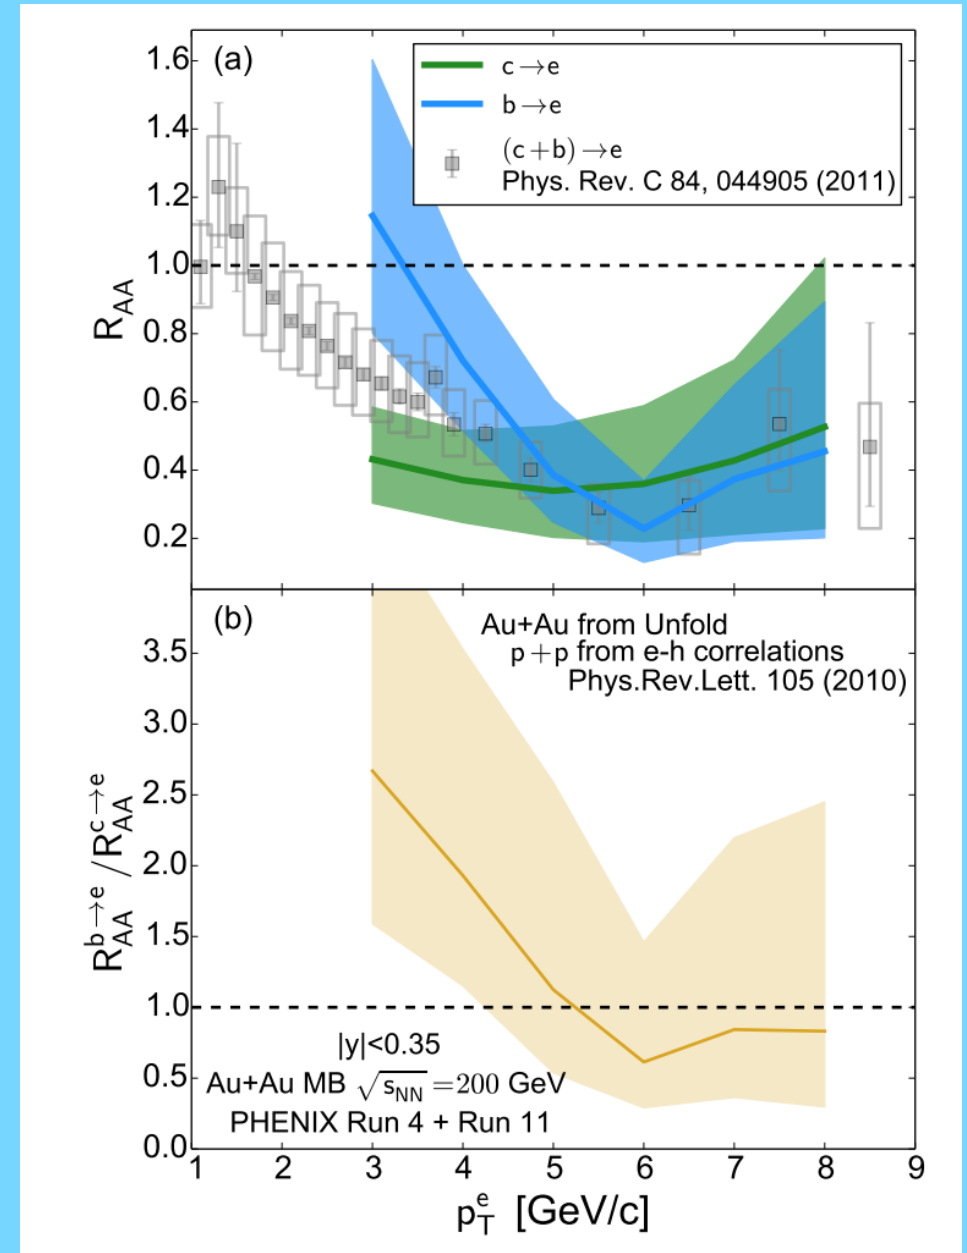 (a)
c→e
b→e
(c+b)→e
Phys. Rev. C 84, 044905 (2011)
R_AA
1.6
1.4
1.2
1.0
0.8
0.6
0.4
0.2
(b)
Au+Au from Unfold
p+p from e-h correlations
Phys.Rev.Lett. 105 (2010)
R_AA^{b→e} /R_AA^{c→e}
3.5
3.0
2.5
2.0
1.5
1.0
0.5
0.0
|y|<0.35
Au+Au MB √s_NN =200 GeV
PHENIX Run 4 + Run 11
1 2 3 4 5 6 7 8 9
p_T^e [GeV/c]